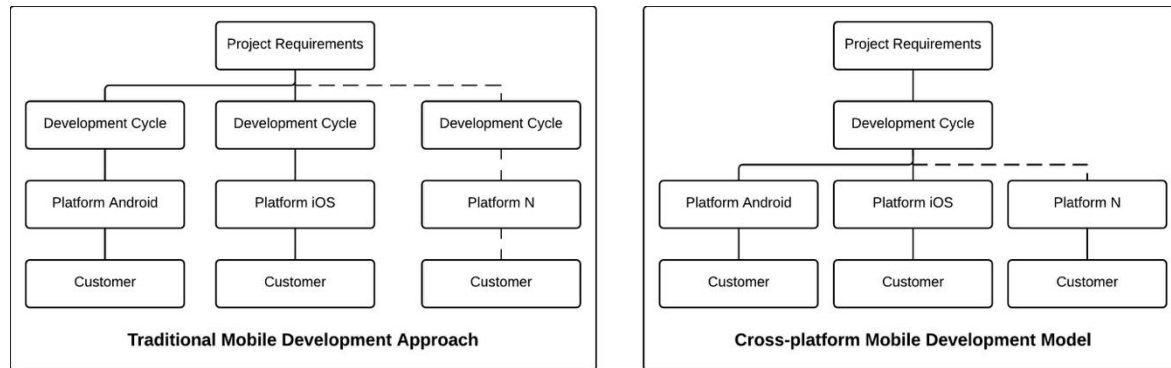 Project Requirements
Development Cycle
Development Cycle
Development Cycle
Platform Android
Platform iOS
Platform N
Customer
Customer
Customer
Traditional Mobile Development Approach
Project Requirements
Development Cycle
Platform Android
Platform iOS
Platform N
Customer
Customer
Customer
Cross-platform Mobile Development Model